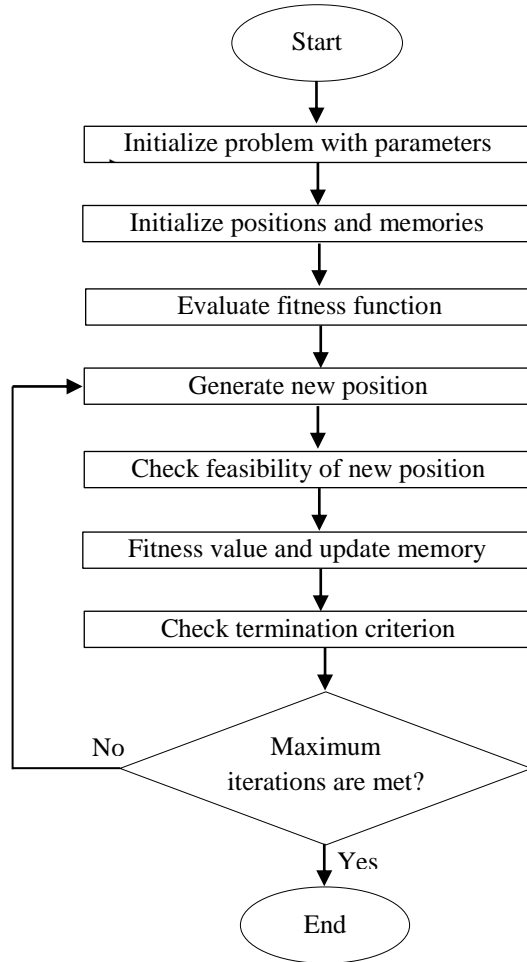 Start
Initialize problem with parameters
Initialize positions and memories
Evaluate fitness function
Generate new position
Check feasibility of new position
Fitness value and update memory
Check termination criterion
No
Maximum
iterations are met?
Yes
End